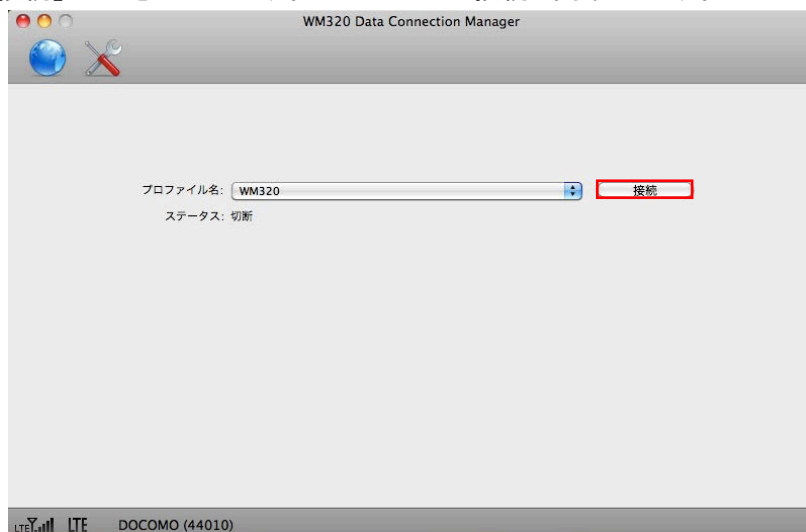 WM320 Data Connection Manager
プロファイル名: WM320 接続
ステータス: 切断
LTE LTE DOCOMO (44010)